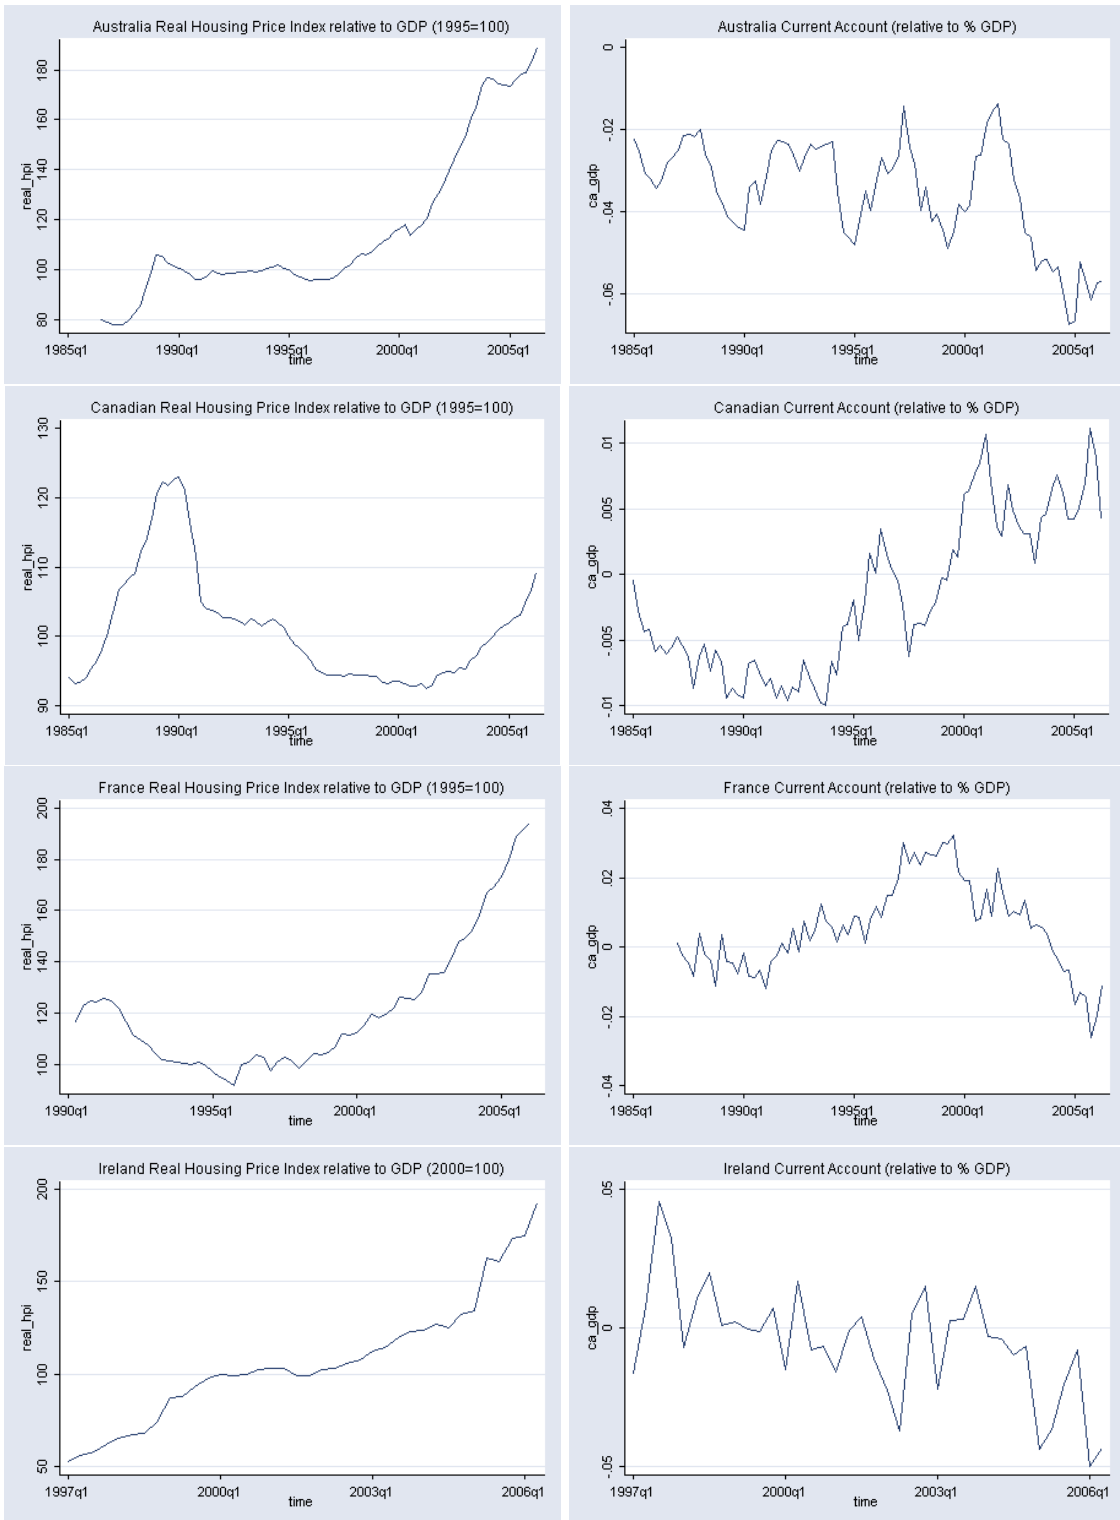 Australia Real Housing Price Index relative to GDP (1995=100)
real_hpi
180
160
140
120
100
80
1985q1 1990q1 1995q1 2000q1 2005q1
time
Australia Current Account (relative to % GDP)
ca_gdp
0
-.02
-.04
-.06
1985q1 1990q1 1995q1 2000q1 2005q1
time
Canadian Real Housing Price Index relative to GDP (1995=100)
real_hpi
130
120
110
100
90
1985q1 1990q1 1995q1 2000q1 2005q1
time
Canadian Current Account (relative to % GDP)
ca_gdp
.01
.005
0
-.005
-.01
1985q1 1990q1 1995q1 2000q1 2005q1
time
France Real Housing Price Index relative to GDP (1995=100)
real_hpi
200
180
160
140
120
100
1990q1 1995q1 2000q1 2005q1
time
France Current Account (relative to % GDP)
ca_gdp
.04
.02
0
-.02
-.04
1985q1 1990q1 1995q1 2000q1 2005q1
time
Ireland Real Housing Price Index relative to GDP (2000=100)
real_hpi
200
150
100
50
1997q1 2000q1 2003q1 2006q1
time
Ireland Current Account (relative to % GDP)
ca_gdp
.05
0
-.05
1997q1 2000q1 2003q1 2006q1
time